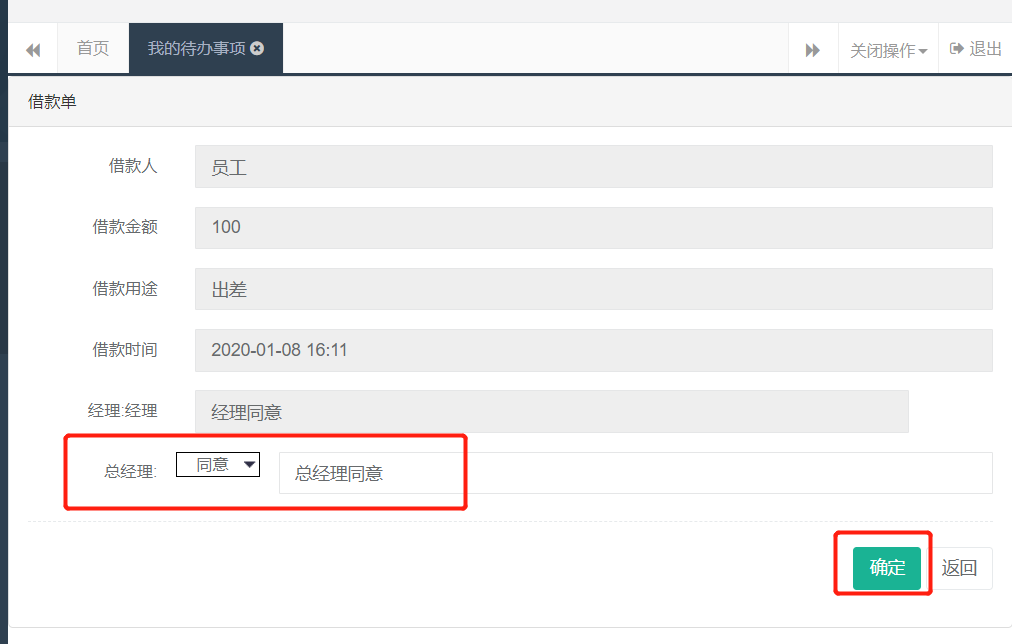 首页 我的待办事项 关闭操作 退出
借款单
借款人 员工
借款金额 100
借款用途 出差
借款时间 2020-01-08 16:11
经理:经理 经理同意
总经理: 同意 总经理同意
确定 返回